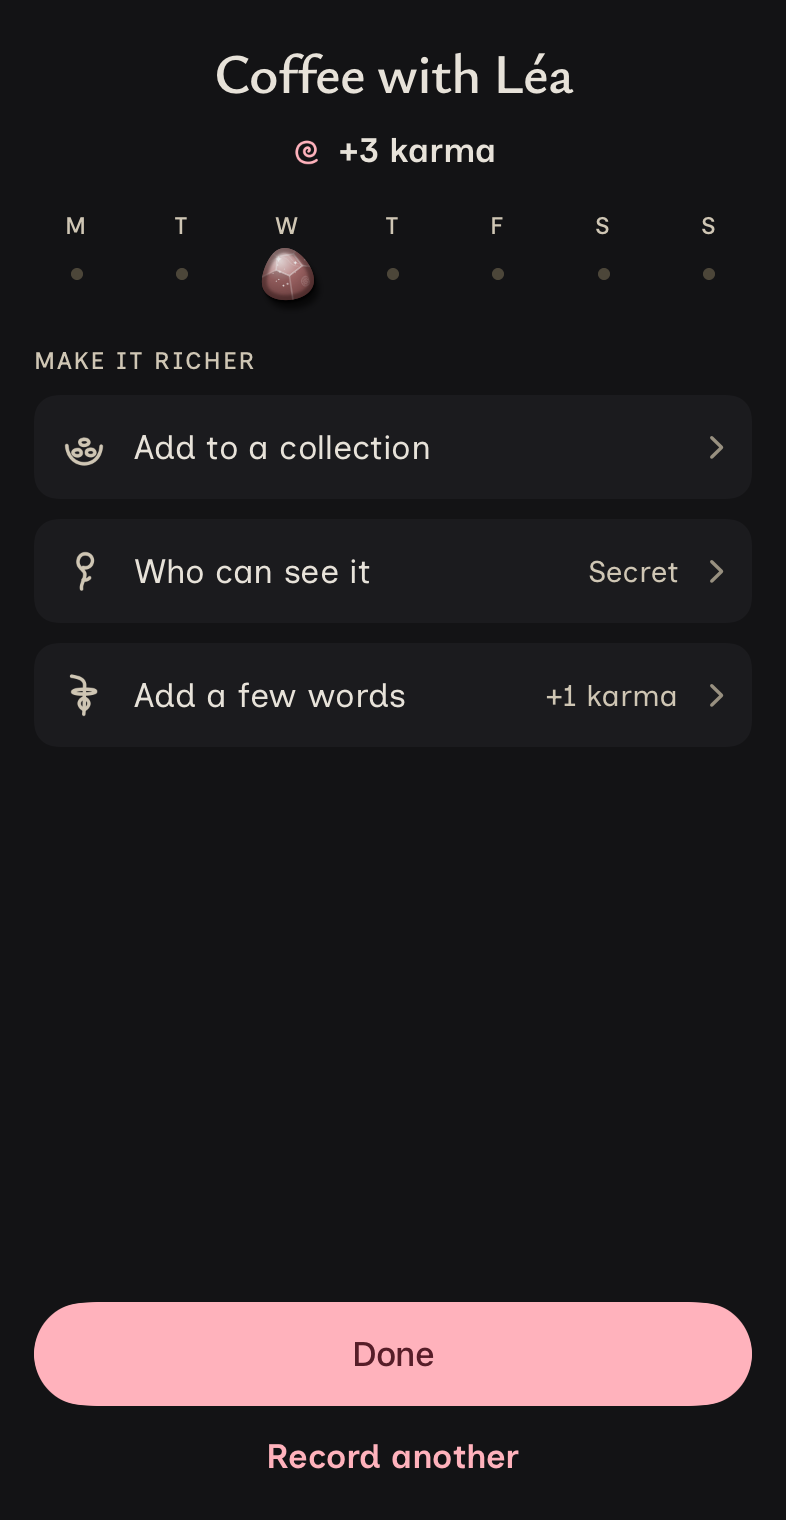 Coffee with Léa
+3 karma
M T W T F S S
MAKE IT RICHER
Add to a collection
Who can see it Secret
Add a few words +1 karma
Done
Record another